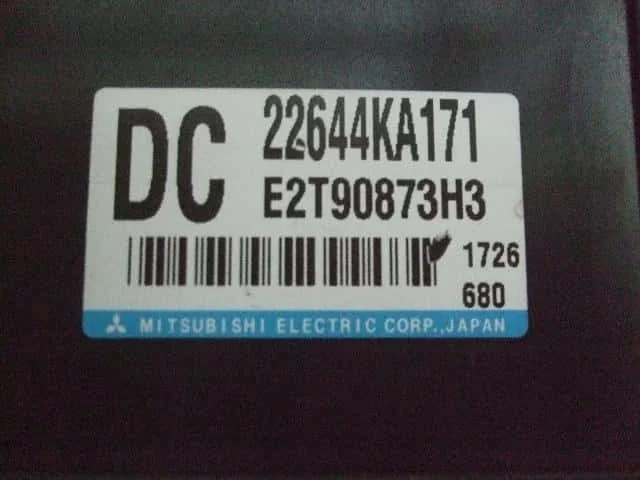 DC
22644KA171
E2T90873H3
1726
680
MITSUBISHI ELECTRIC CORP.,JAPAN